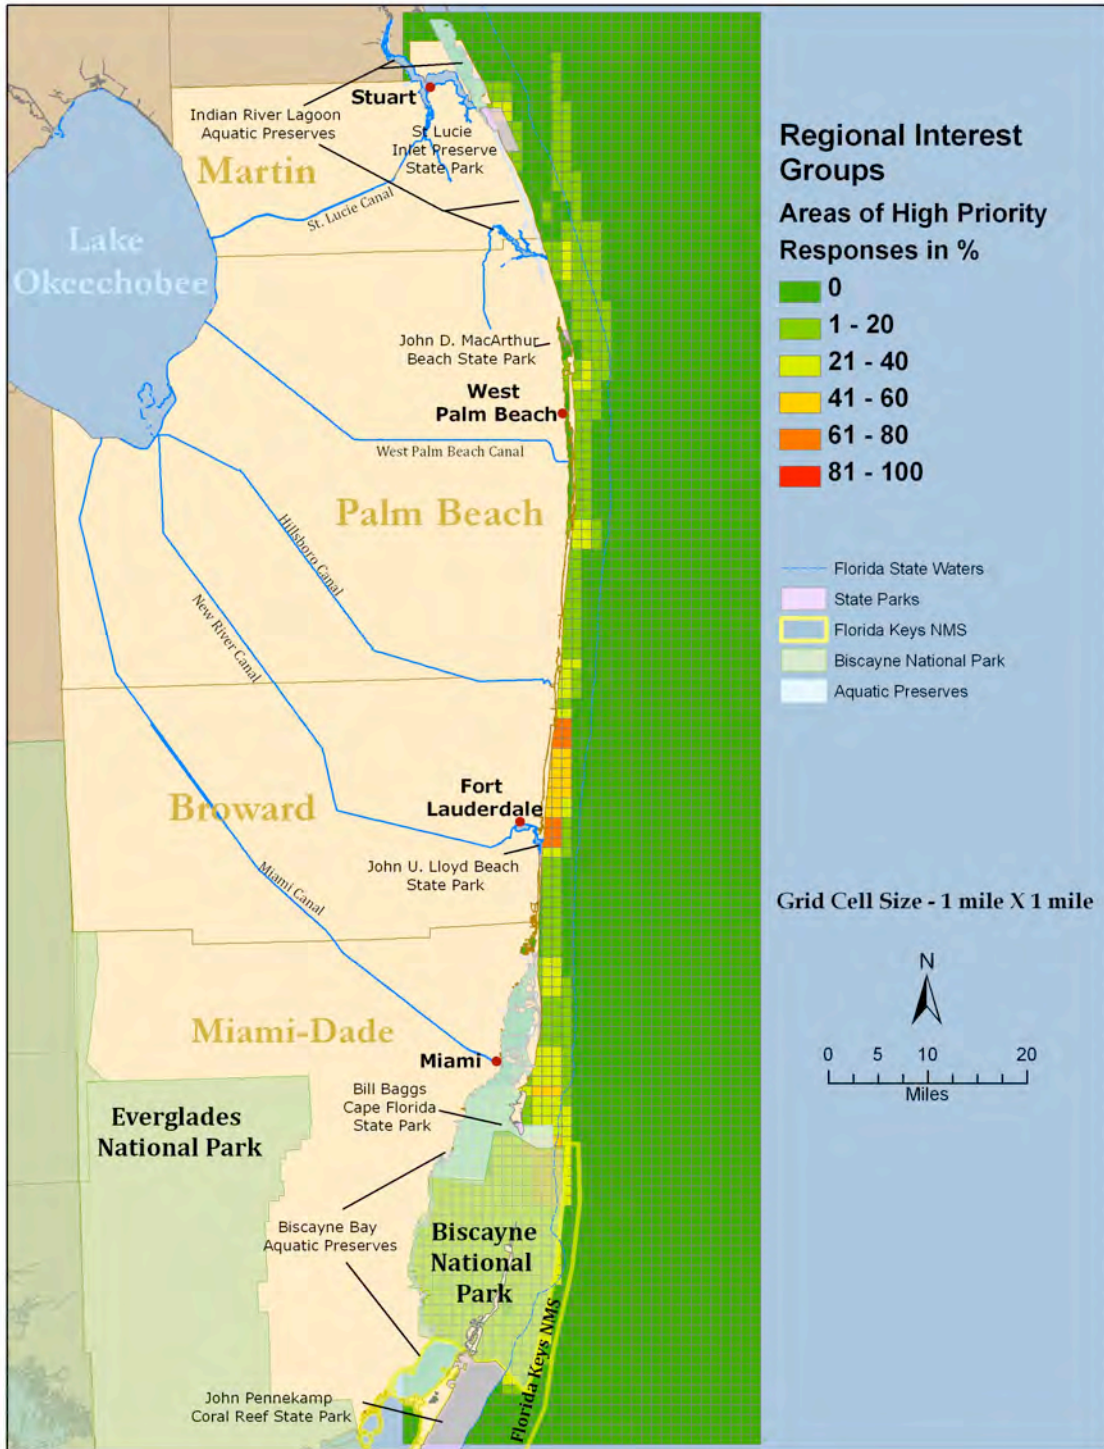 Stuart
Indian River Lagoon
Aquatic Preserves
St Lucie
Inlet Preserve
State Park
Martin
St. Lucie Canal
Lake
Okeechobee
John D. MacArthur
Beach State Park
West
Palm Beach
West Palm Beach Canal
Palm Beach
Hillsboro Canal
New River Canal
Fort
Lauderdale
Broward
John U. Lloyd Beach
State Park
Miami Canal
Miami-Dade
Miami
Bill Baggs
Cape Florida
State Park
Everglades
National Park
Biscayne Bay
Aquatic Preserves
Biscayne
National
Park
Florida Keys NMS
John Pennekamp
Coral Reef State Park
Regional Interest
Groups
Areas of High Priority
Responses in %
0
1 - 20
21 - 40
41 - 60
61 - 80
81 - 100
Florida State Waters
State Parks
Florida Keys NMS
Biscayne National Park
Aquatic Preserves
Grid Cell Size - 1 mile X 1 mile
N
0 5 10 20
Miles